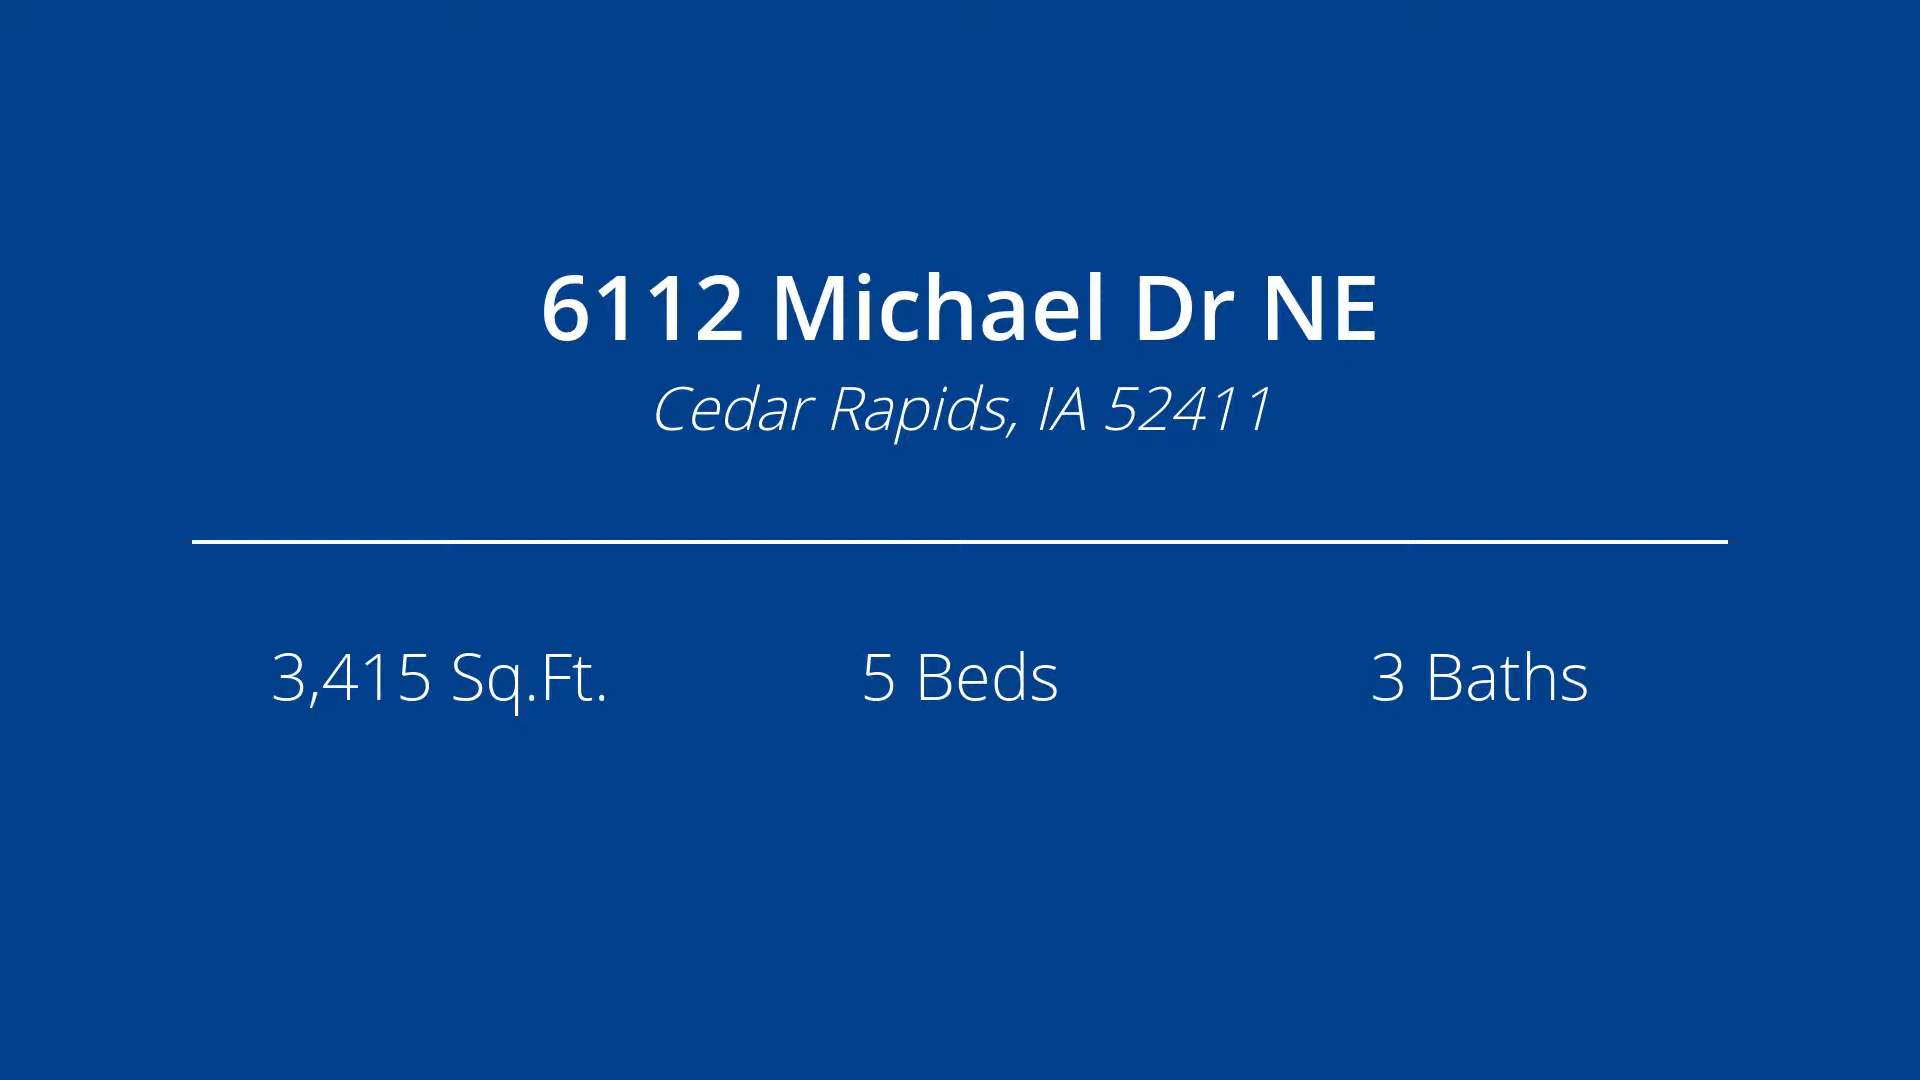 6112 Michael Dr NE
Cedar Rapids, IA 52411
3,415 Sq.Ft.
5 Beds
3 Baths